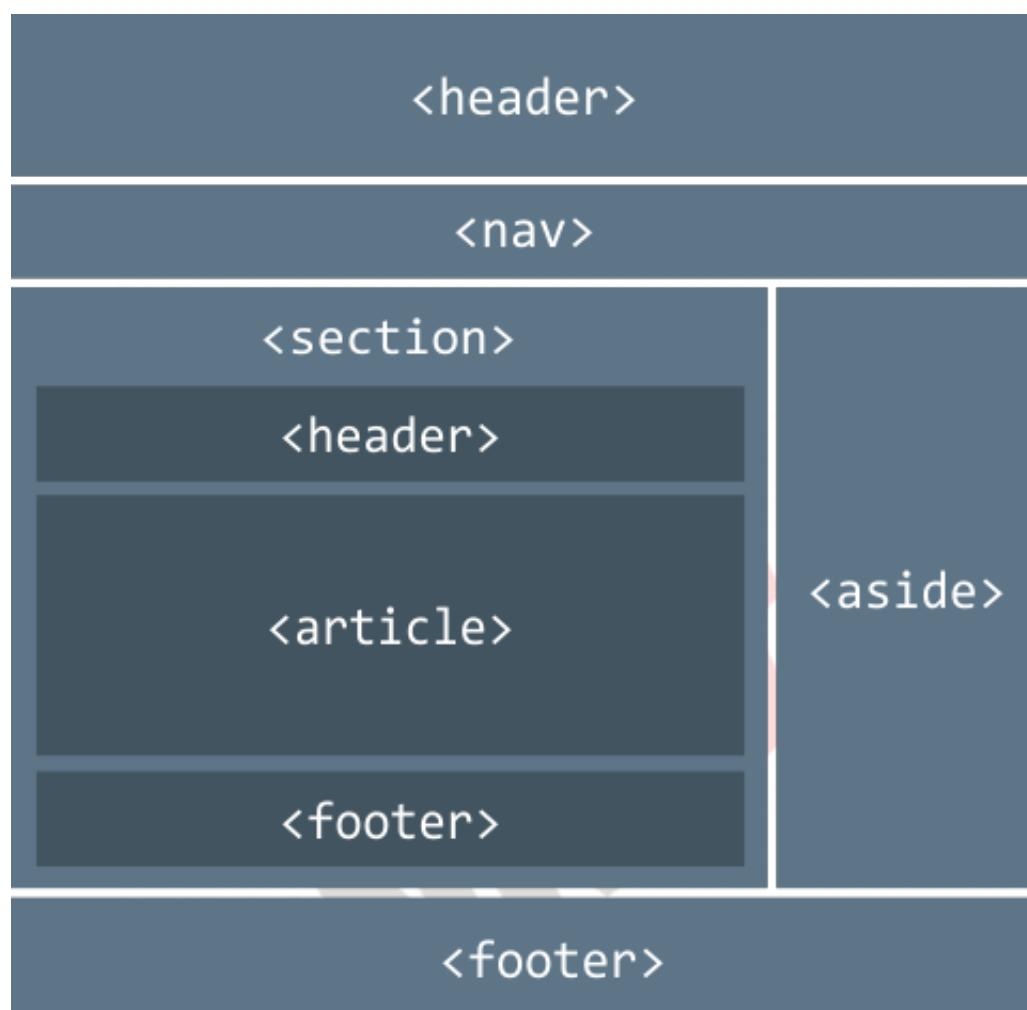 <header>
<nav>
<section>
<header>
<article>
<footer>
<aside>
<footer>